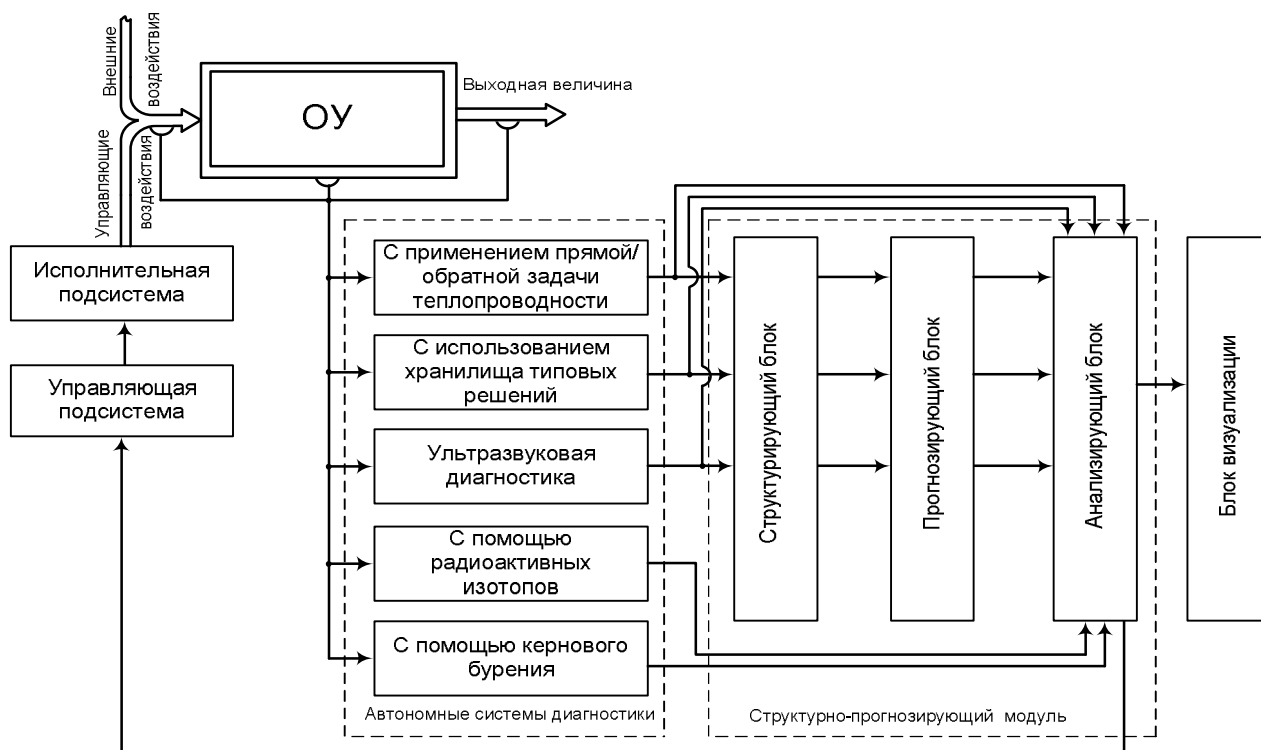 Внешние
воздействия
Управляющие
воздействия
ОУ
Выходная величина
Исполнительная
подсистема
Управляющая
подсистема
С применением прямой/
обратной задачи
теплопроводности
С использованием
хранилища типовых
решений
Ультразвуковая
диагностика
С помощью
радиоактивных
изотопов
С помощью кернового
бурения
Автономные системы диагностики
Структурирующий блок
Прогнозирующий блок
Анализирующий блок
Структурно-прогнозирующий модуль
Блок визуализации